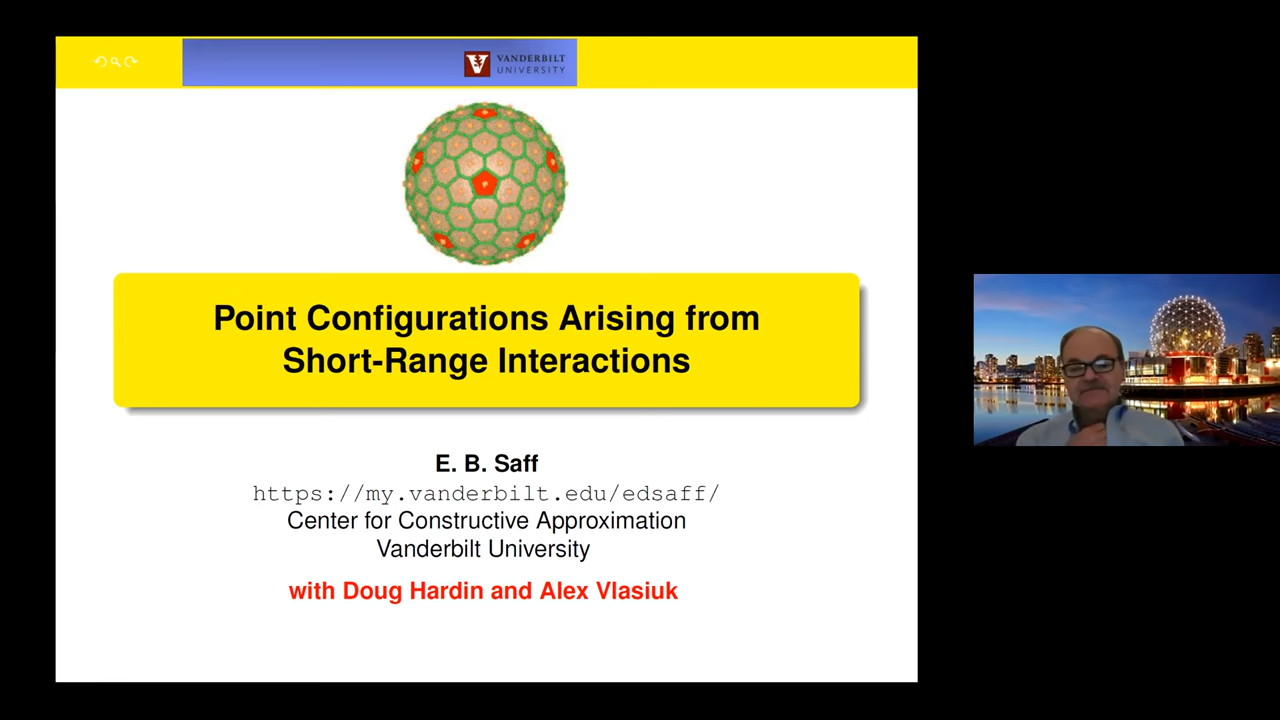 VANDERBILT
UNIVERSITY
Point Configurations Arising from
Short-Range Interactions
E. B. Saff
https://my.vanderbilt.edu/edsaff/
Center for Constructive Approximation
Vanderbilt University
with Doug Hardin and Alex Vlasiuk